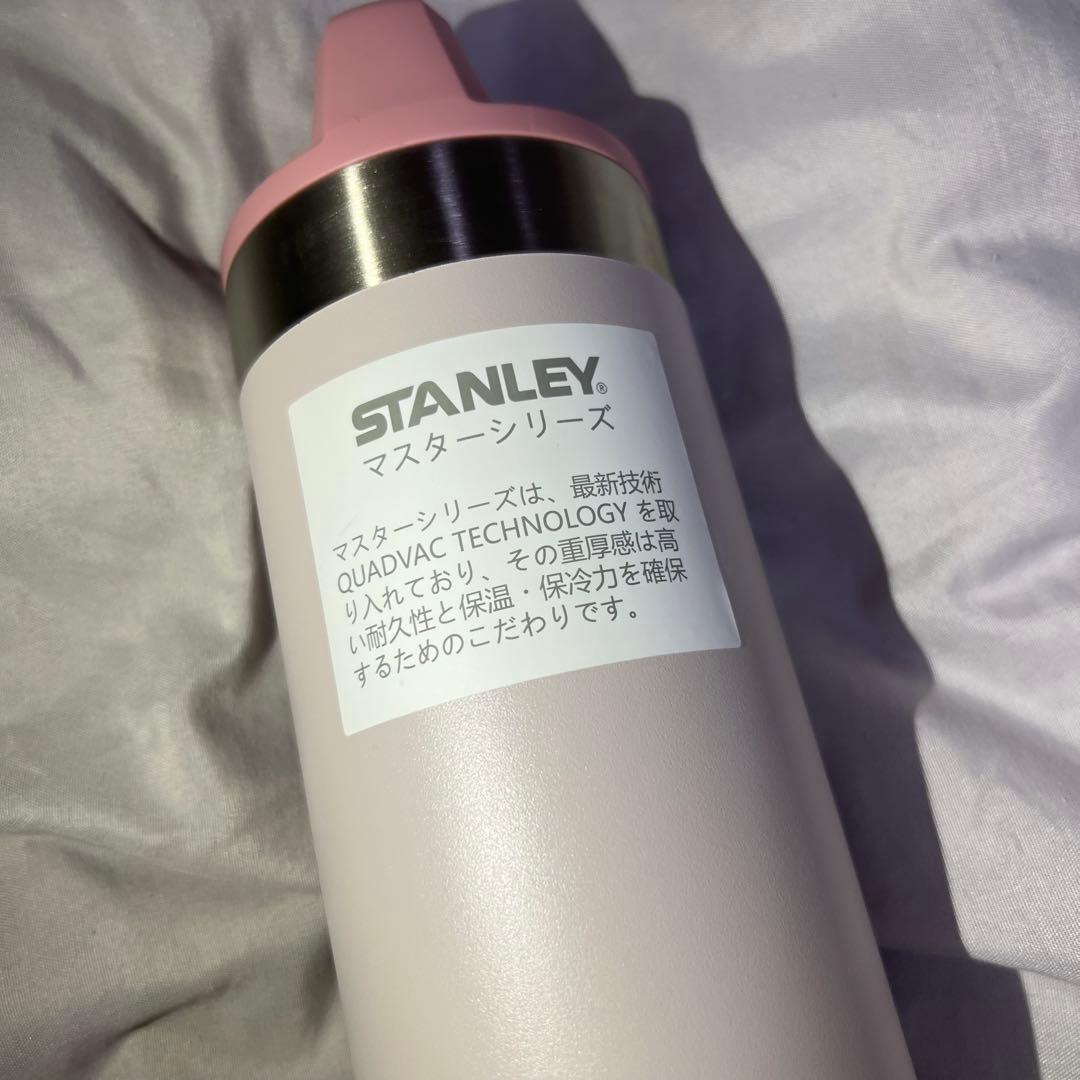 STANLEY®
マスターシリーズ
マスターシリーズは、最新技術
QUADVAC TECHNOLOGY を取
り入れており、その重厚感は高
い耐久性と保温・保冷力を確保
するためのこだわりです。